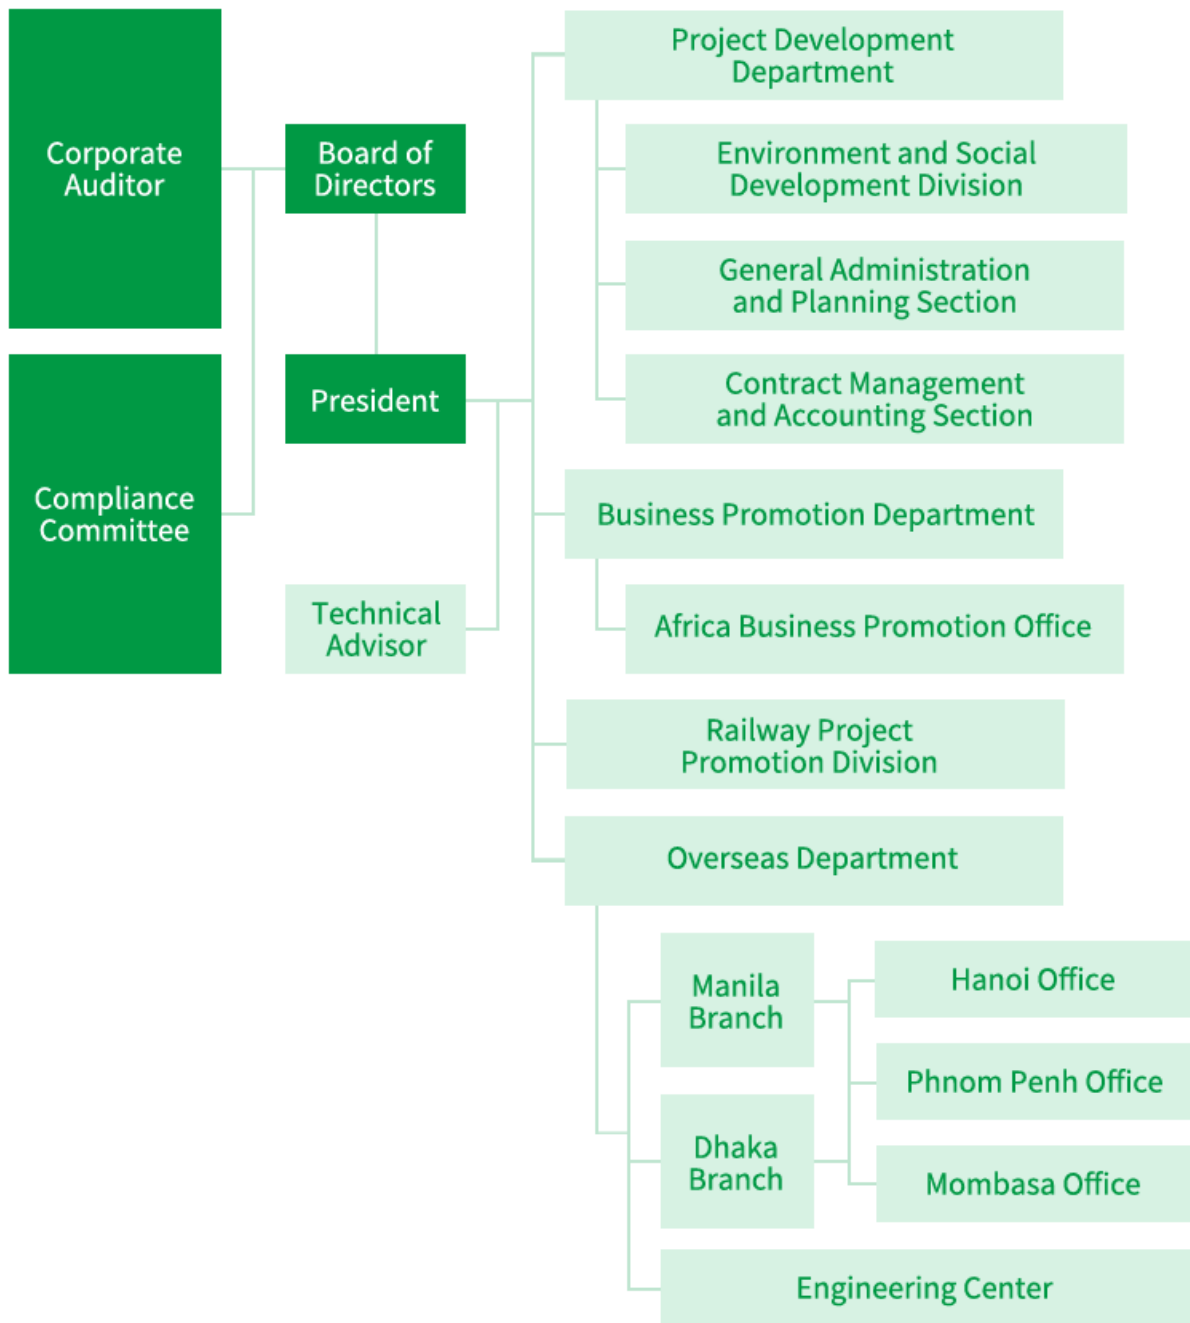 Corporate
Auditor
Board of
Directors
Compliance
Committee
President
Technical
Advisor
Project Development
Department
Environment and Social
Development Division
General Administration
and Planning Section
Contract Management
and Accounting Section
Business Promotion Department
Africa Business Promotion Office
Railway Project
Promotion Division
Overseas Department
Manila
Branch
Dhaka
Branch
Hanoi Office
Phnom Penh Office
Mombasa Office
Engineering Center